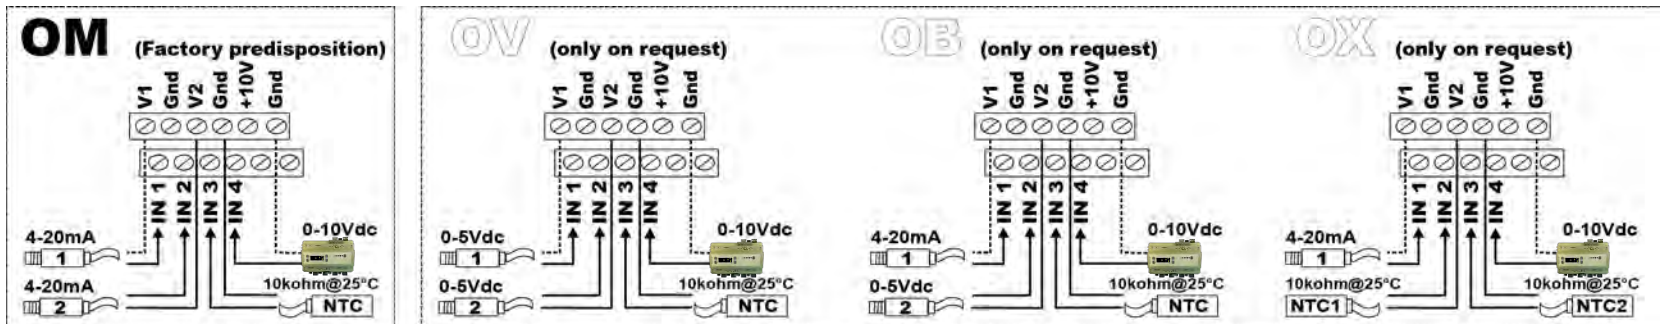 OM (Factory predisposition)
V1 Gnd V2 Gnd +10V Gnd
IN 1 IN 2 IN 3 IN 4
4-20mA
1
0-10Vdc
4-20mA
2
10kohm@25°C
NTC
OV (only on request)
V1 Gnd V2 Gnd +10V Gnd
IN 1 IN 2 IN 3 IN 4
0-5Vdc
1
0-10Vdc
0-5Vdc
2
10kohm@25°C
NTC
OB (only on request)
V1 Gnd V2 Gnd +10V Gnd
IN 1 IN 2 IN 3 IN 4
4-20mA
1
0-10Vdc
0-5Vdc
2
10kohm@25°C
NTC
OX (only on request)
V1 Gnd V2 Gnd +10V Gnd
IN 1 IN 2 IN 3 IN 4
4-20mA
1
0-10Vdc
10kohm@25°C
NTC1
10kohm@25°C
NTC2